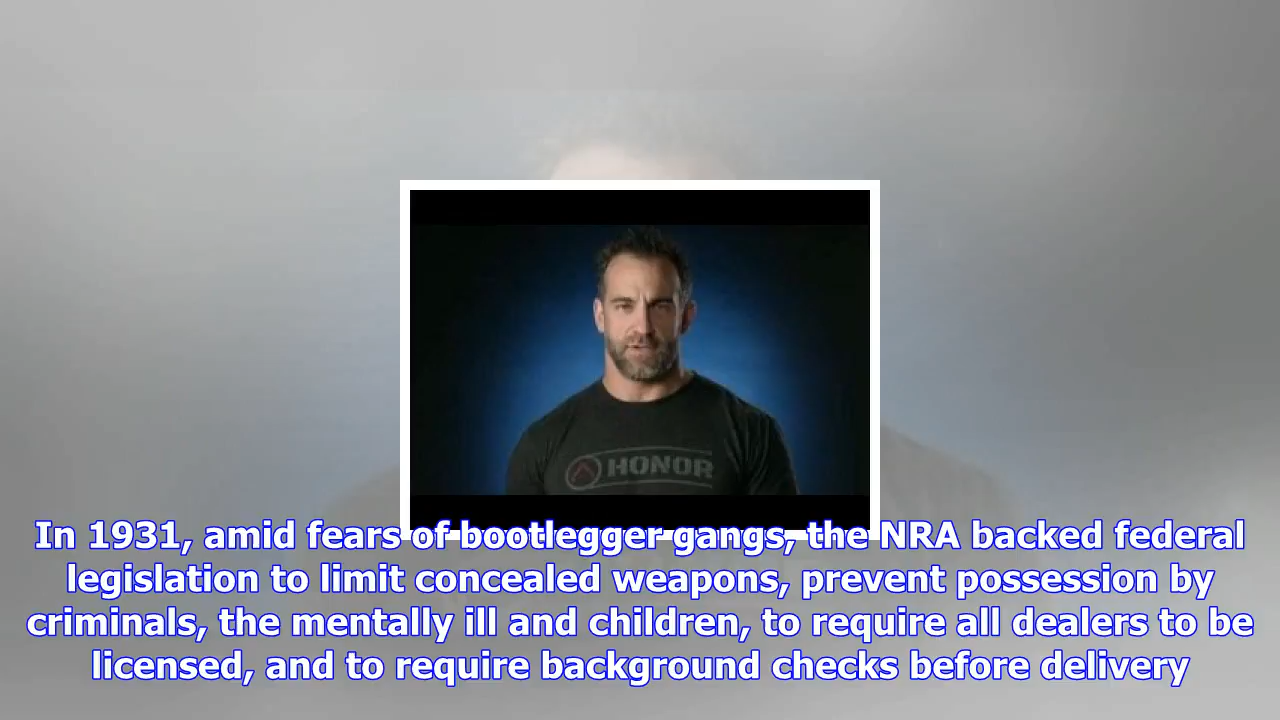 HONOR
In 1931, amid fears of bootlegger gangs, the NRA backed federal
legislation to limit concealed weapons, prevent possession by
criminals, the mentally ill and children, to require all dealers to be
licensed, and to require background checks before delivery